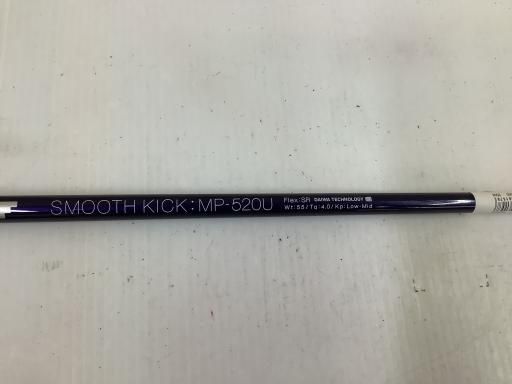 SMOOTH KICK:MP-520U
Flex:SR DAIWA TECHNOLOGY
Wt:55/Tq:4.0/Kp:Low-Mid